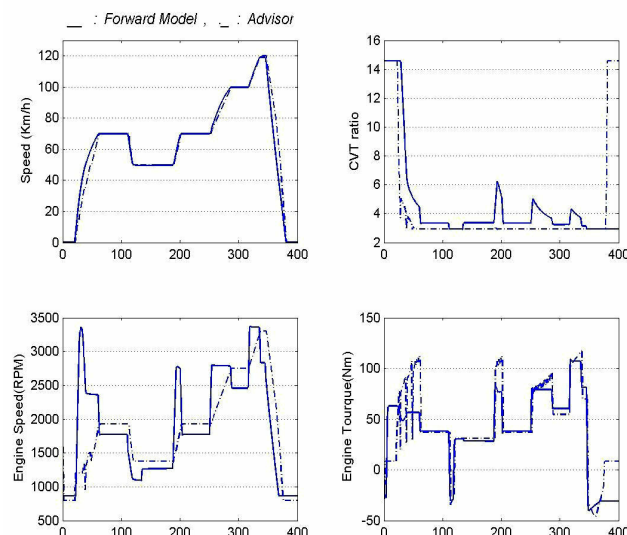 __ : Forward Model , ._ : Advisor
120
100
80
60
40
20
0
Speed (Km/h)
0 100 200 300 400
16
14
12
10
8
6
4
2
CVT ratio
0 100 200 300 400
3500
3000
2500
2000
1500
1000
500
Engine Speed(RPM)
0 100 200 300 400
100
50
0
-50
Engine Tourque(Nm)
0 100 200 300 400